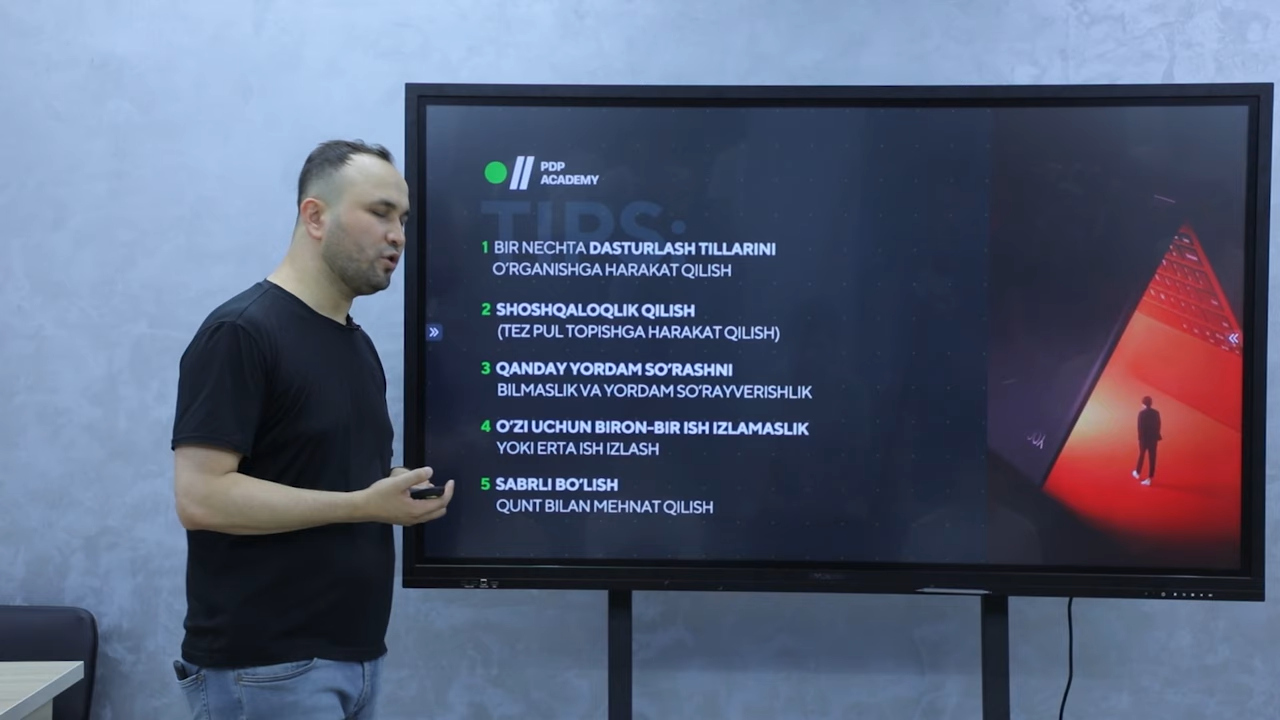 PDP
ACADEMY
TIPS:
1 BIR NECHTA DASTURLASH TILLARINI
O'RGANISHGA HARAKAT QILISH
2 SHOSHQALOQLIK QILISH
(TEZ PUL TOPISHGA HARAKAT QILISH)
3 QANDAY YORDAM SO'RASHNI
BILMASLIK VA YORDAM SO'RAYVERISHLIK
4 O'ZI UCHUN BIRON-BIR ISH IZLAMASLIK
YOKI ERTA ISH IZLASH
5 SABRLI BO'LISH
QUNT BILAN MEHNAT QILISH